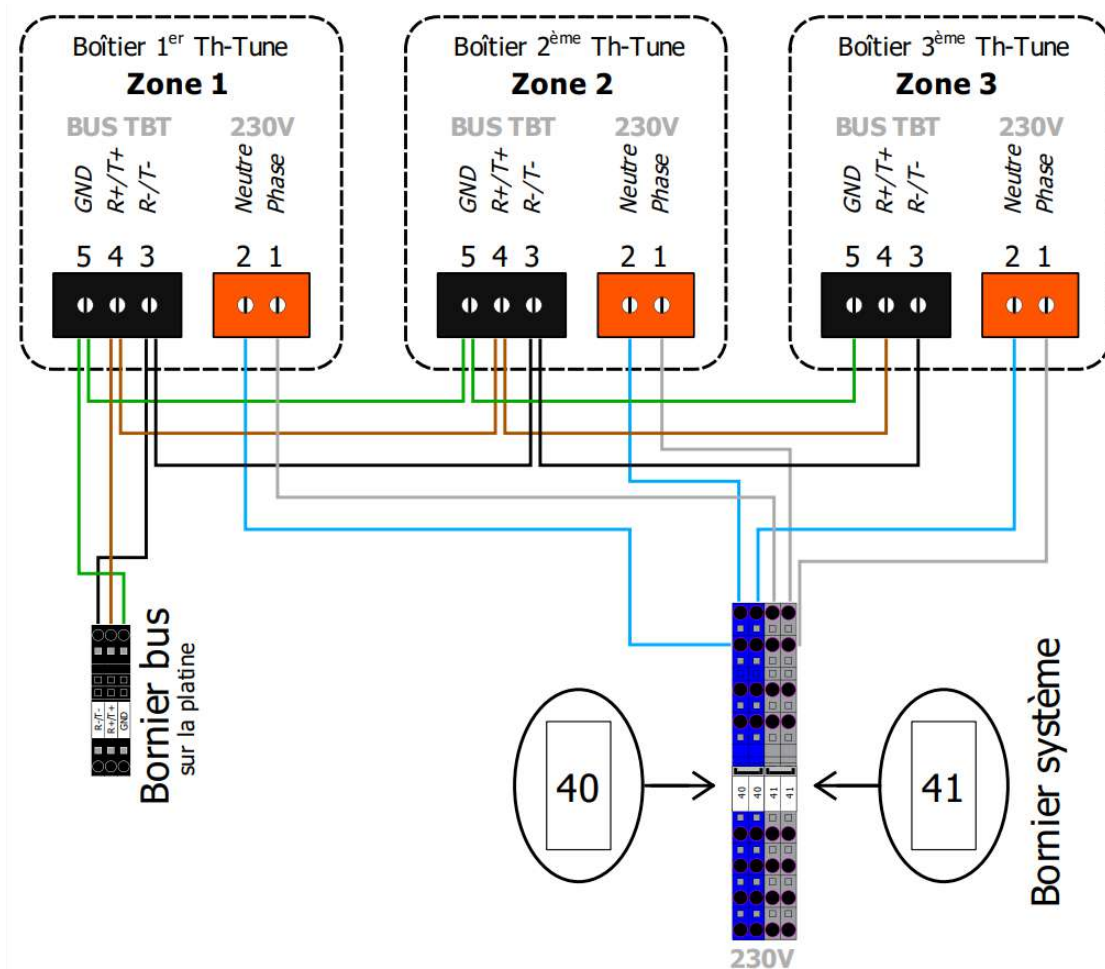 Boîtier 1er Th-Tune
Zone 1
BUS TBT 230V
GND R+/T+ R-/T- Neutre Phase
5 4 3 2 1
Boîtier 2ème Th-Tune
Zone 2
BUS TBT 230V
GND R+/T+ R-/T- Neutre Phase
5 4 3 2 1
Boîtier 3ème Th-Tune
Zone 3
BUS TBT 230V
GND R+/T+ R-/T- Neutre Phase
5 4 3 2 1
R-/T- R+/T+ GND
Bornier bus
sur la platine
40
40 40 41 41
41
Bornier système
230V